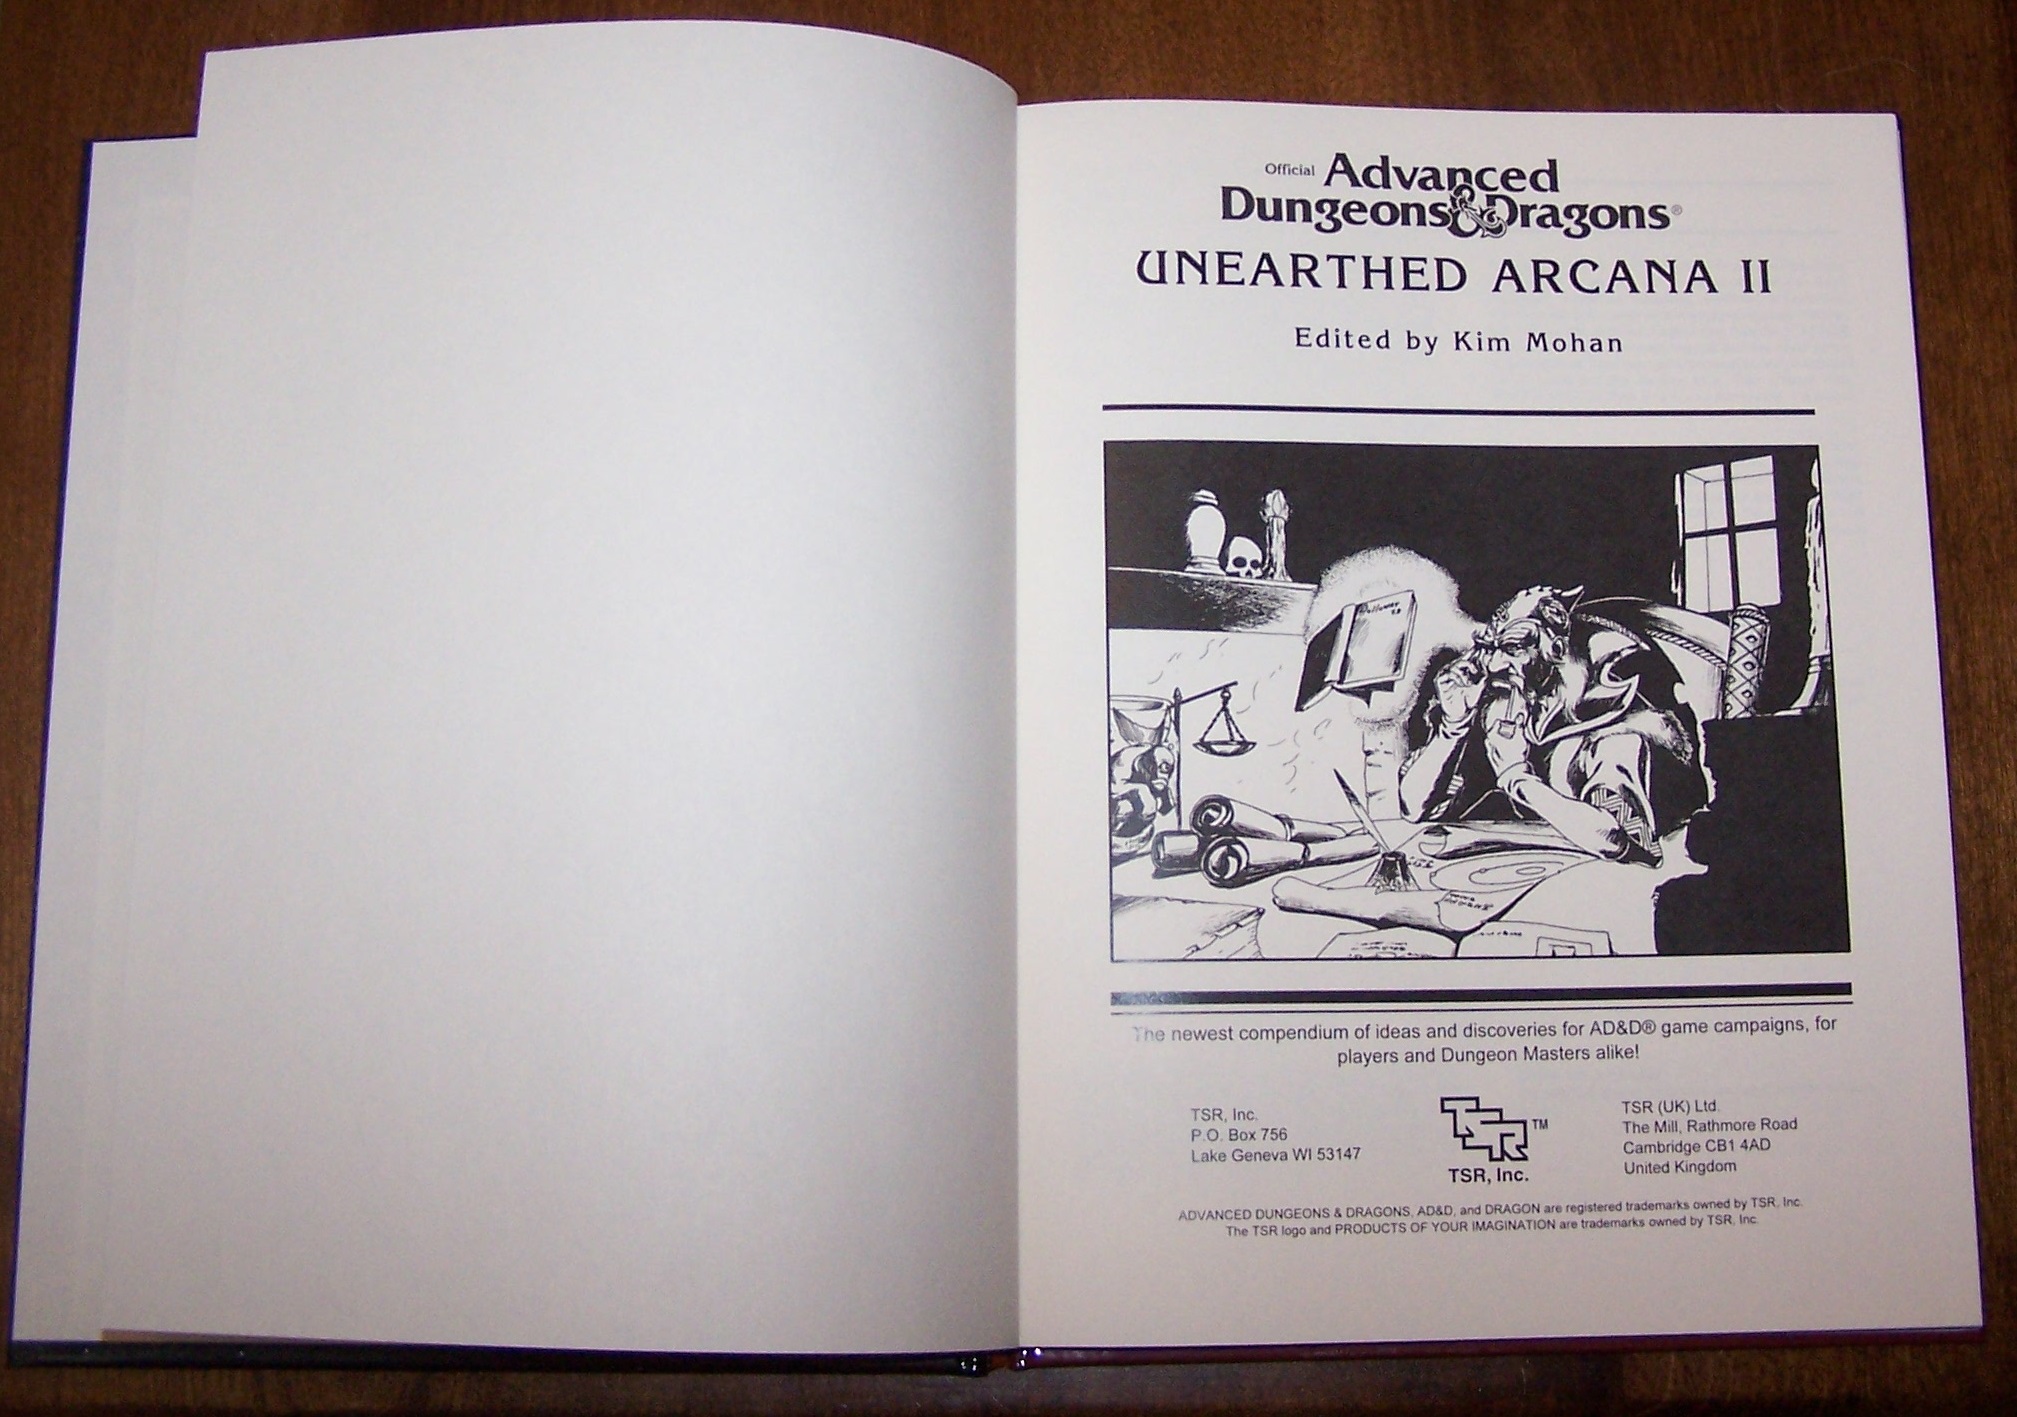 Official Advanced
Dungeons & Dragons®
UNEARTHED ARCANA II
Edited by Kim Mohan
The newest compendium of ideas and discoveries for AD&D® game campaigns, for
players and Dungeon Masters alike!
TSR, Inc.
P.O. Box 756
Lake Geneva WI 53147
TSR TM
TSR, Inc.
TSR (UK) Ltd.
The Mill, Rathmore Road
Cambridge CB1 4AD
United Kingdom
ADVANCED DUNGEONS & DRAGONS, AD&D, and DRAGON are registered trademarks owned by TSR, Inc.
The TSR logo and PRODUCTS OF YOUR IMAGINATION are trademarks owned by TSR, Inc.